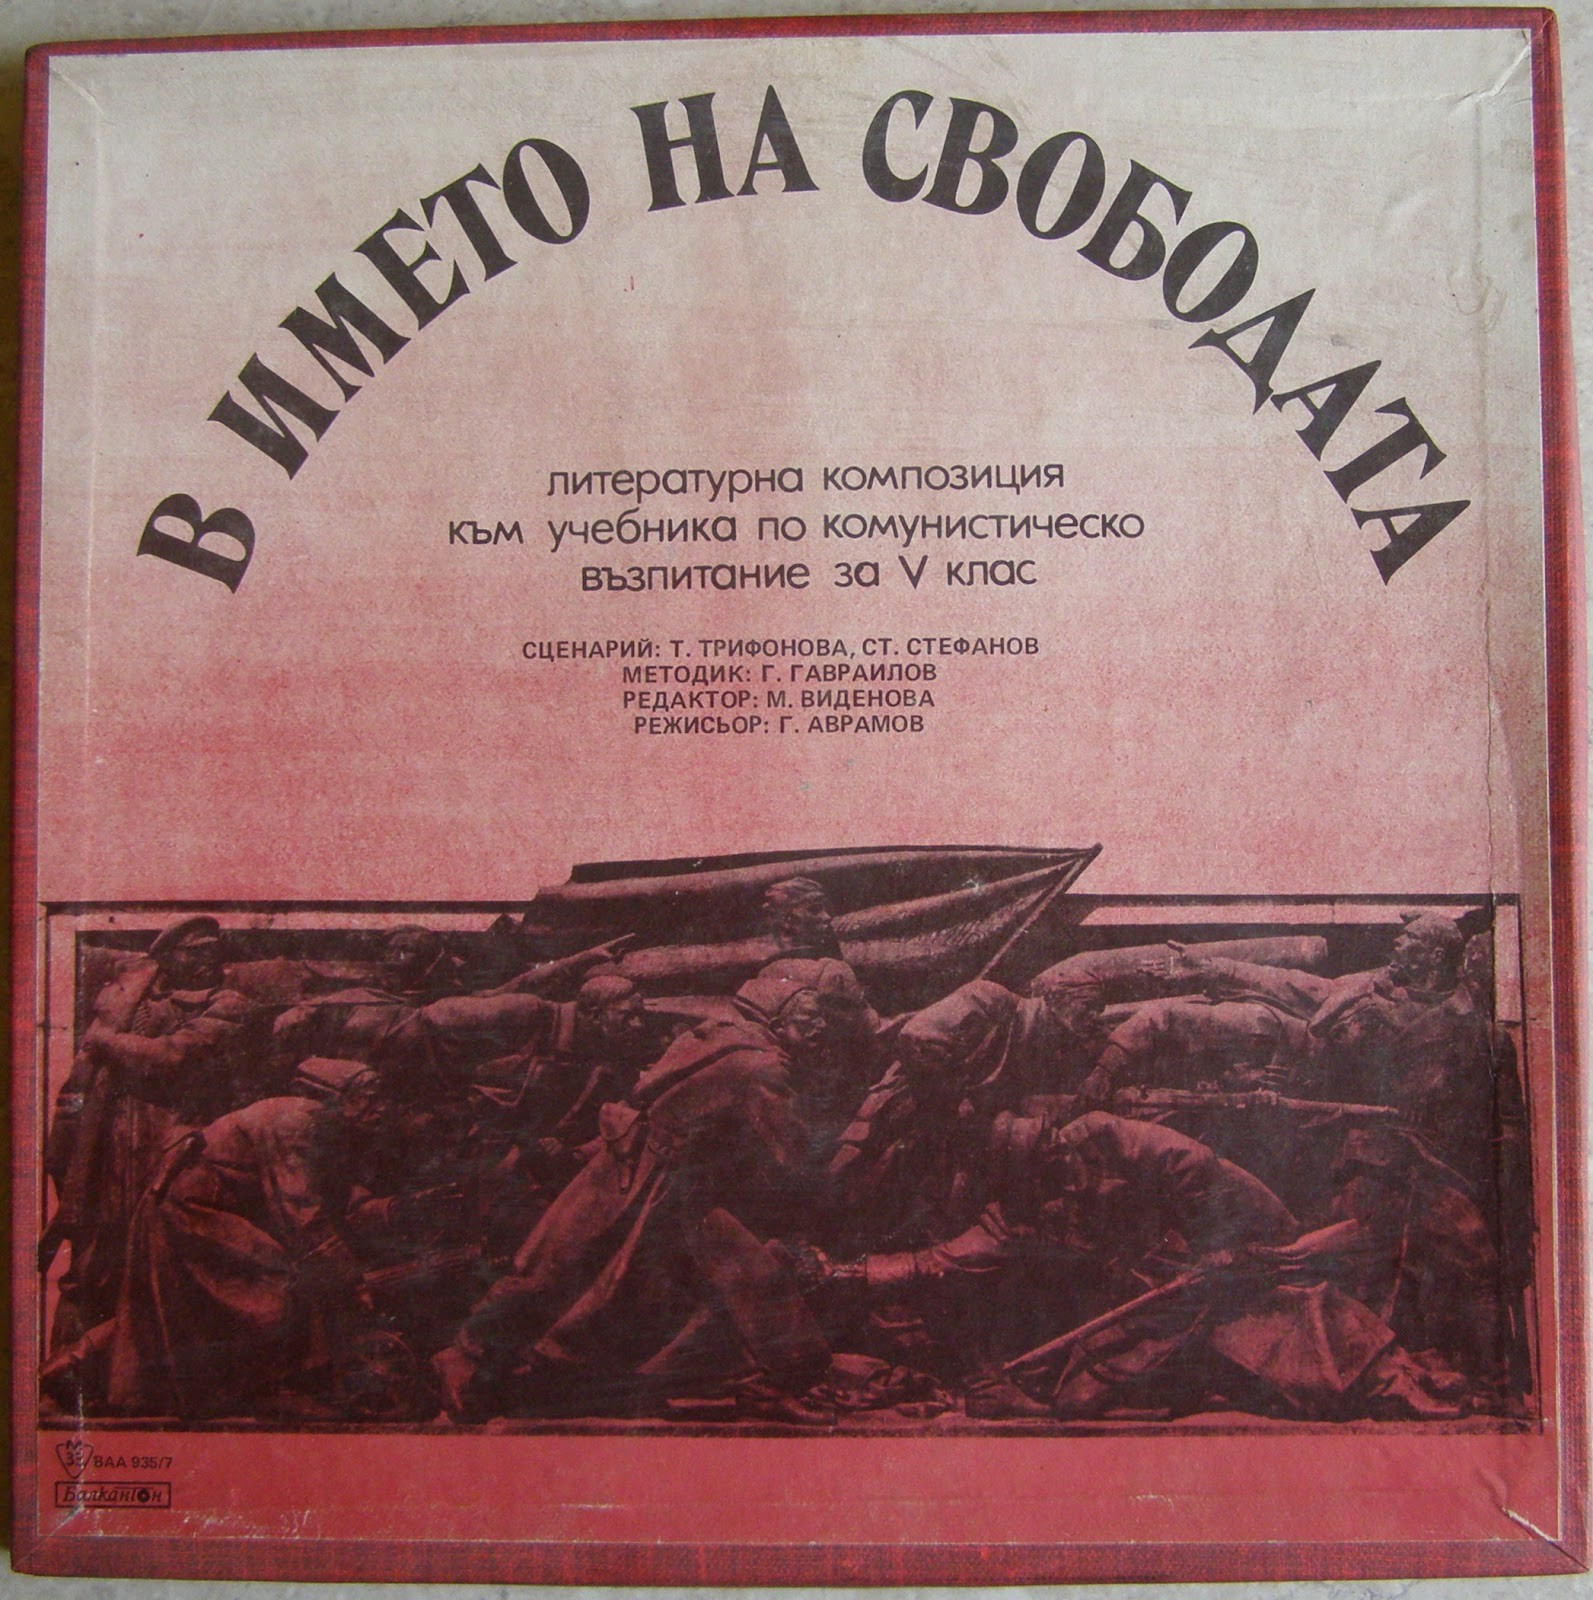 В ИМЕТО НА СВОБОДАТА
литературна композиция
към учебника по комунистическо
възпитание за V клас
СЦЕНАРИЙ: Т. ТРИФОНОВА, СТ. СТЕФАНОВ
МЕТОДИК: Г. ГАВРАИЛОВ
РЕДАКТОР: М. ВИДЕНОВА
РЕЖИСЬОР: Г. АВРАМОВ
М
33
ВАА 935/7
Балкантон